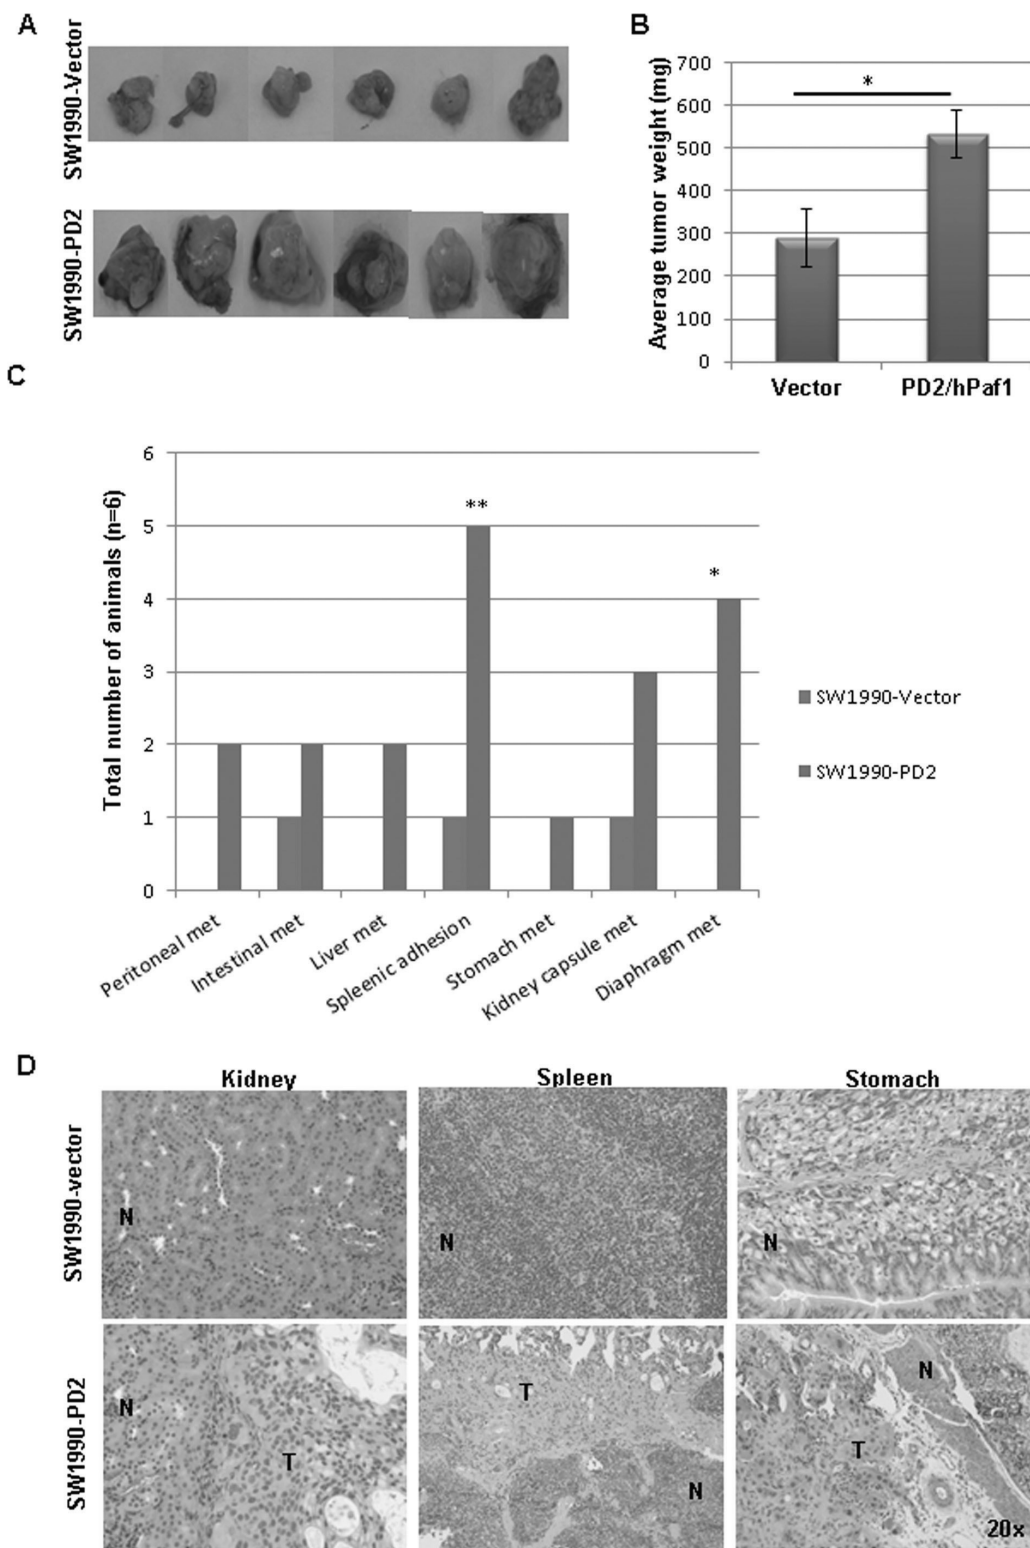 A
SW1990-Vector
SW1990-PD2
B
Average tumor weight (mg)
700
600
500
400
300
200
100
0
*
Vector
PD2/hPaf1
C
Total number of animals (n=6)
6
5
4
3
2
1
0
**
*
Peritoneal met
Intestinal met
Liver met
Spleenic adhesion
Stomach met
Kidney capsule met
Diaphragm met
SW1990-Vector
SW1990-PD2
D
Kidney
Spleen
Stomach
SW1990-vector
N
N
N
SW1990-PD2
N
T
T
N
N
T
20x